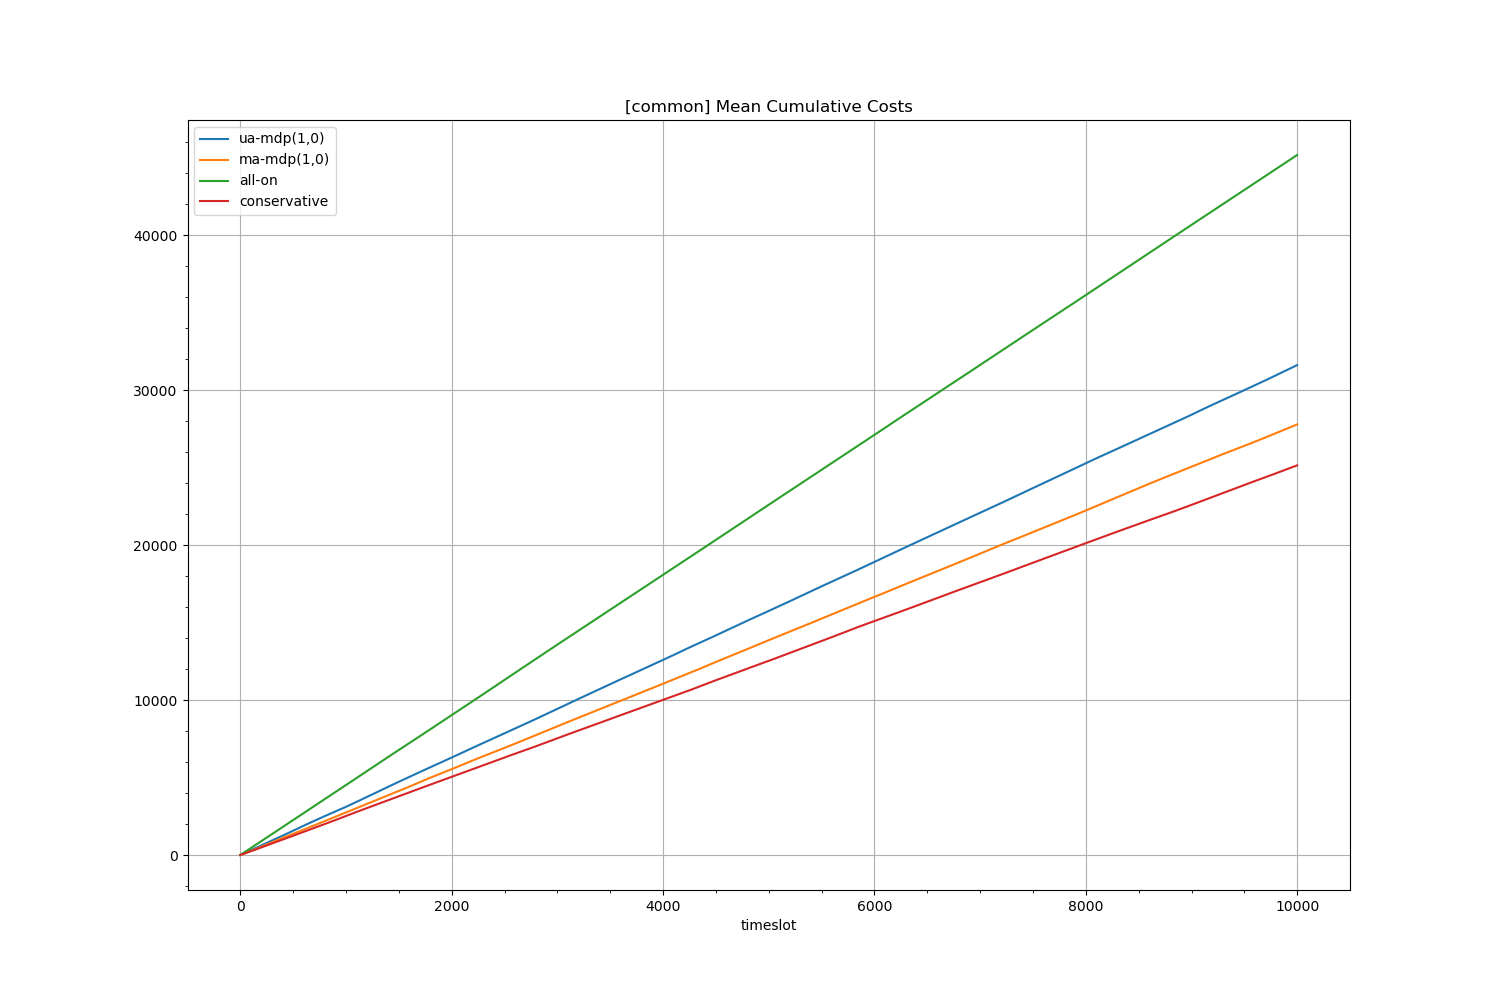 [common] Mean Cumulative Costs
ua-mdp(1,0)
ma-mdp(1,0)
all-on
conservative
40000
30000
20000
10000
0
0 2000 4000 6000 8000 10000
timeslot